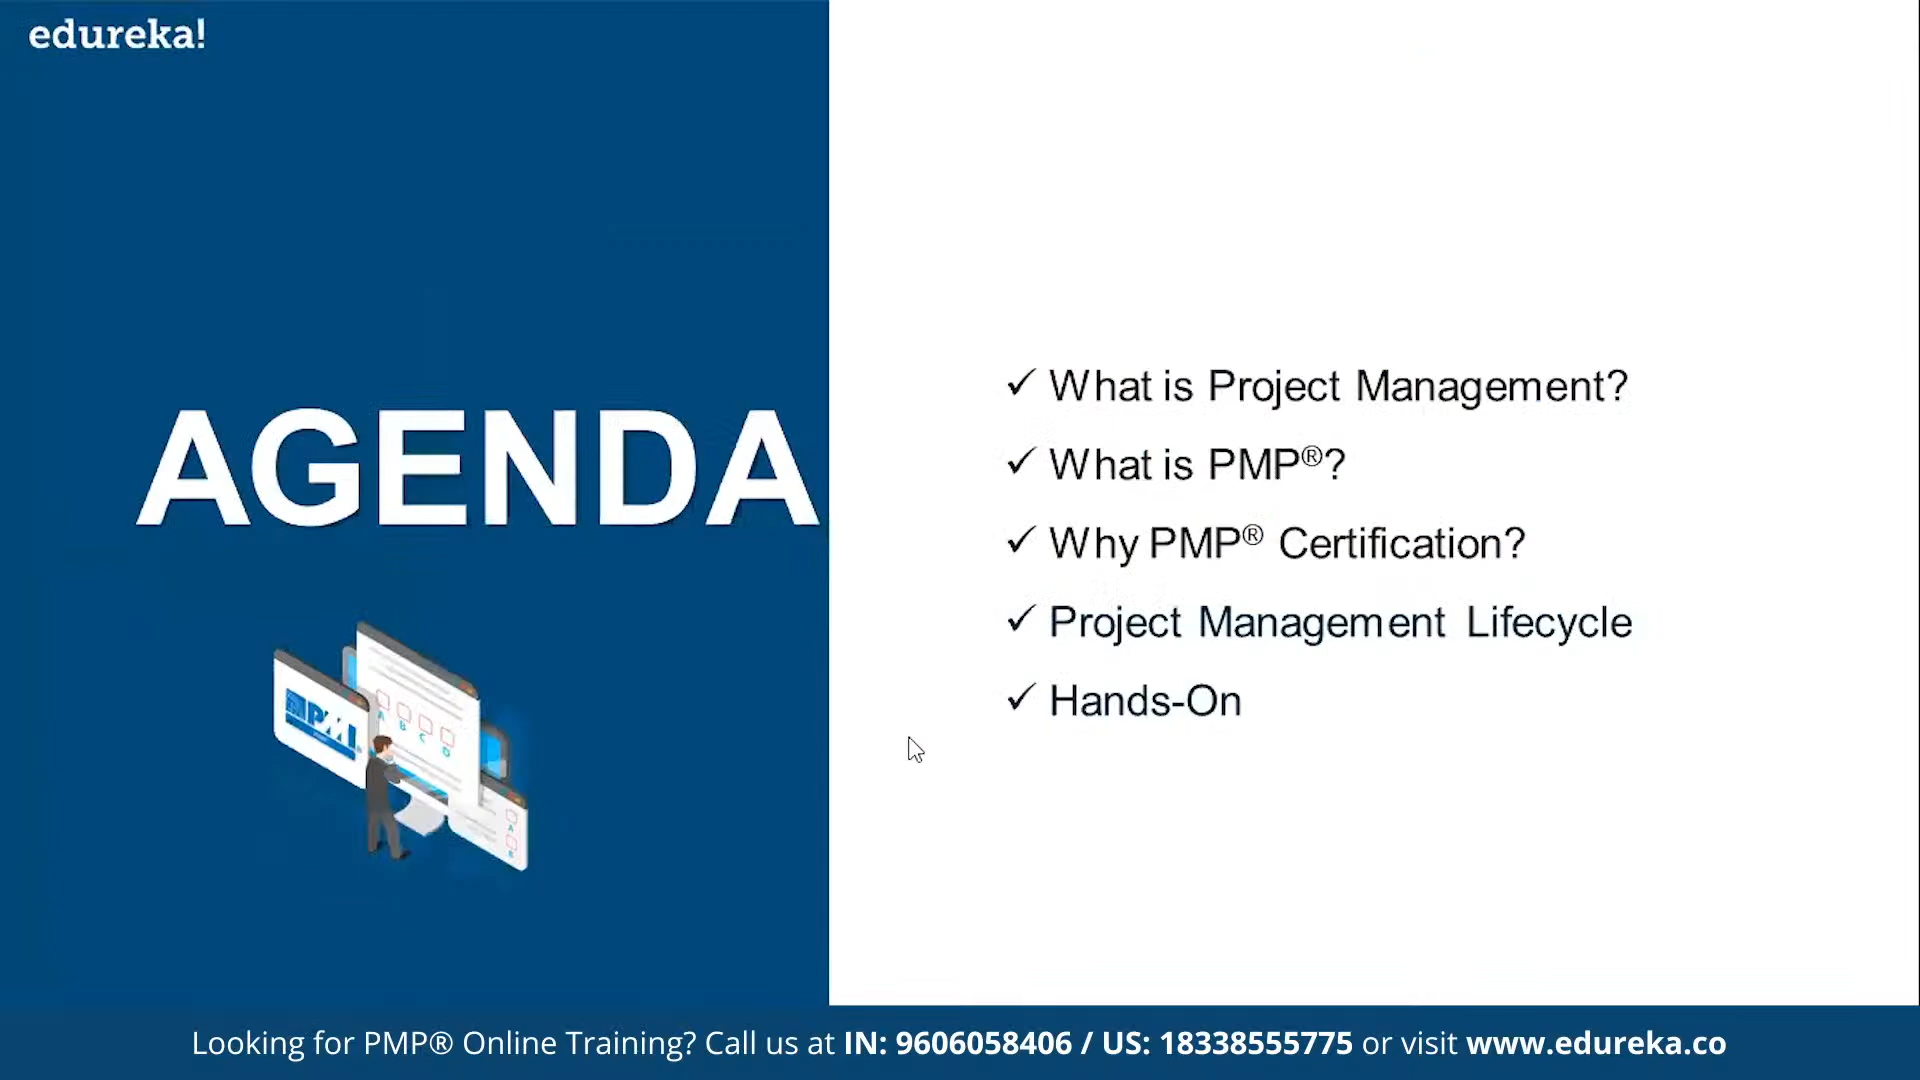 edureka!
AGENDA
PMI
A
B
C
D
A
B
✓ What is Project Management?
✓ What is PMP®?
✓ Why PMP® Certification?
✓ Project Management Lifecycle
✓ Hands-On
Looking for PMP® Online Training? Call us at IN: 9606058406 / US: 18338555775 or visit www.edureka.co